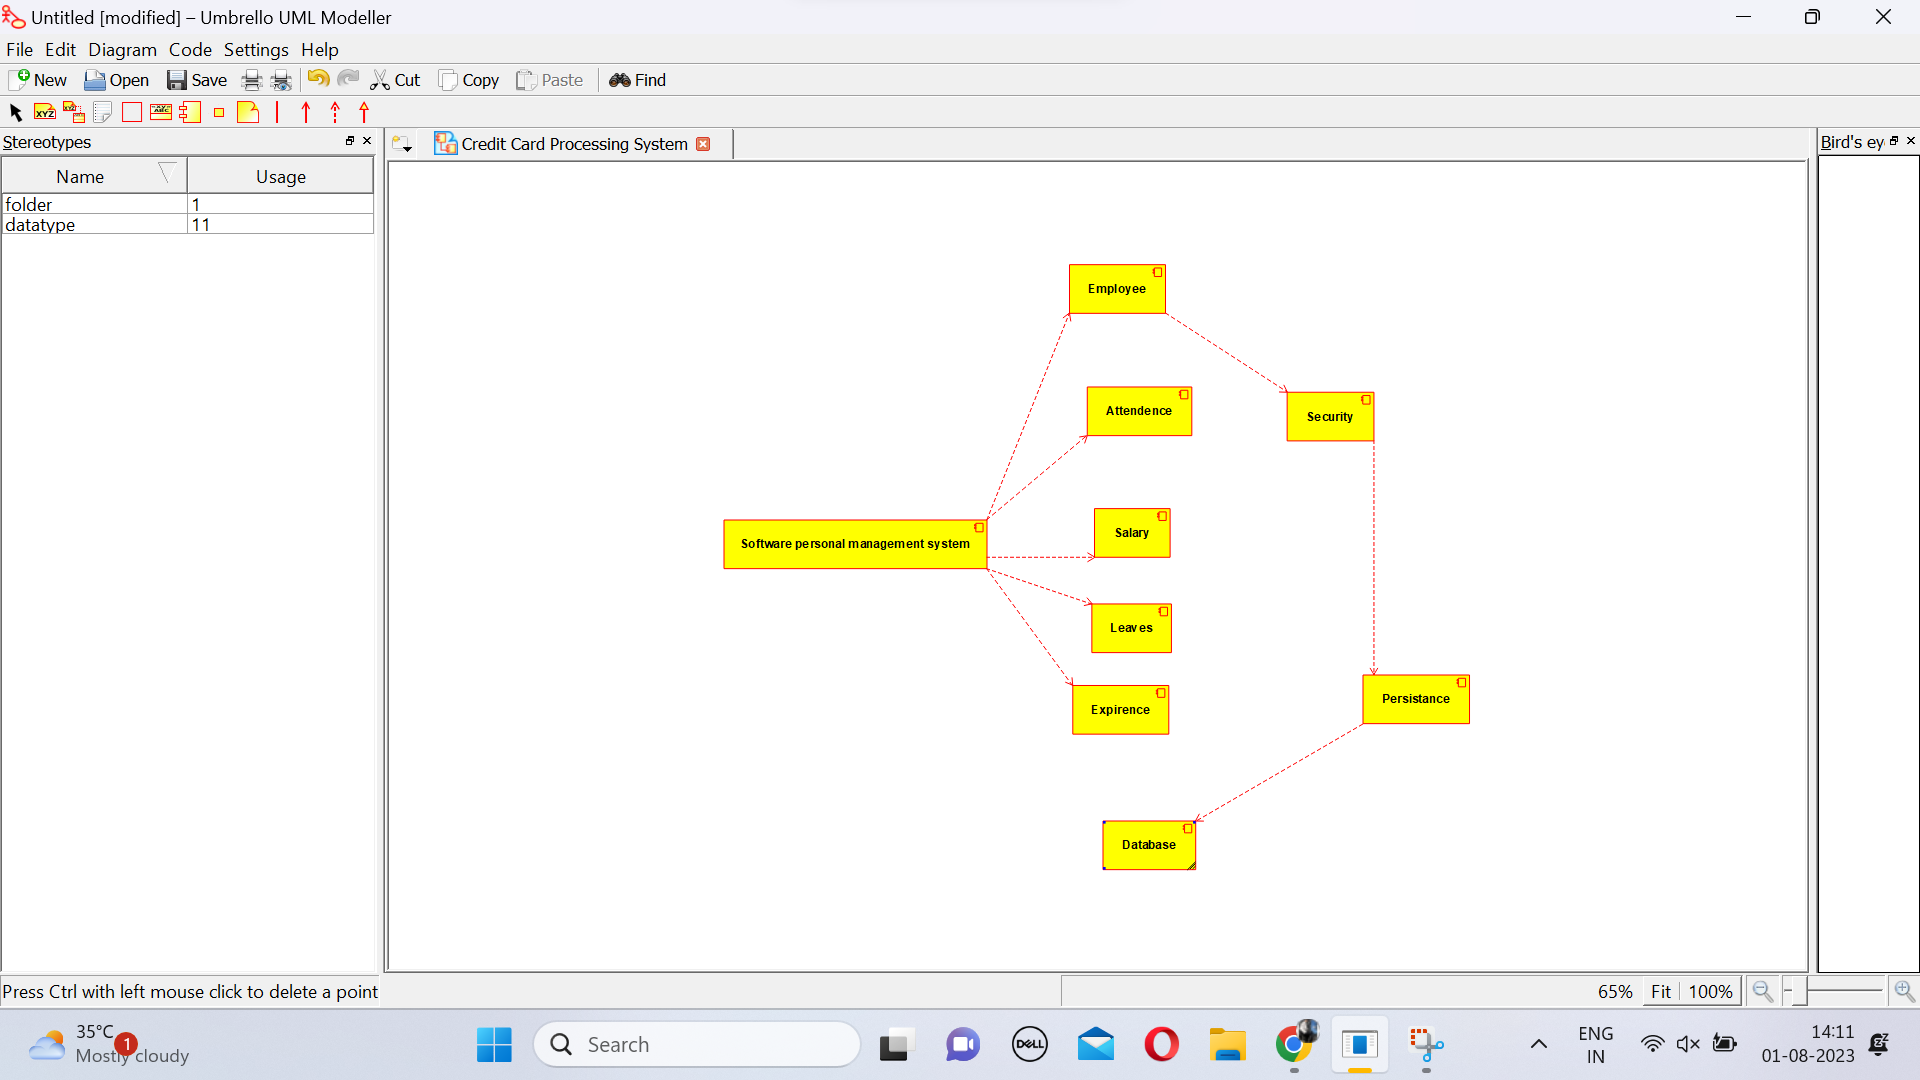 Untitled [modified] – Umbrello UML Modeller
File Edit Diagram Code Settings Help
New Open Save Cut Copy Paste Find
XYZ
Stereotypes
Credit Card Processing System
Bird's ey
Name Usage
folder 1
datatype 11
Employee
Attendence
Security
Salary
Software personal management system
Leaves
Persistance
Expirence
Database
Press Ctrl with left mouse click to delete a point
65% Fit 100%
35°C
1
Mostly cloudy
Search
DELL
ENG
IN
14:11
01-08-2023